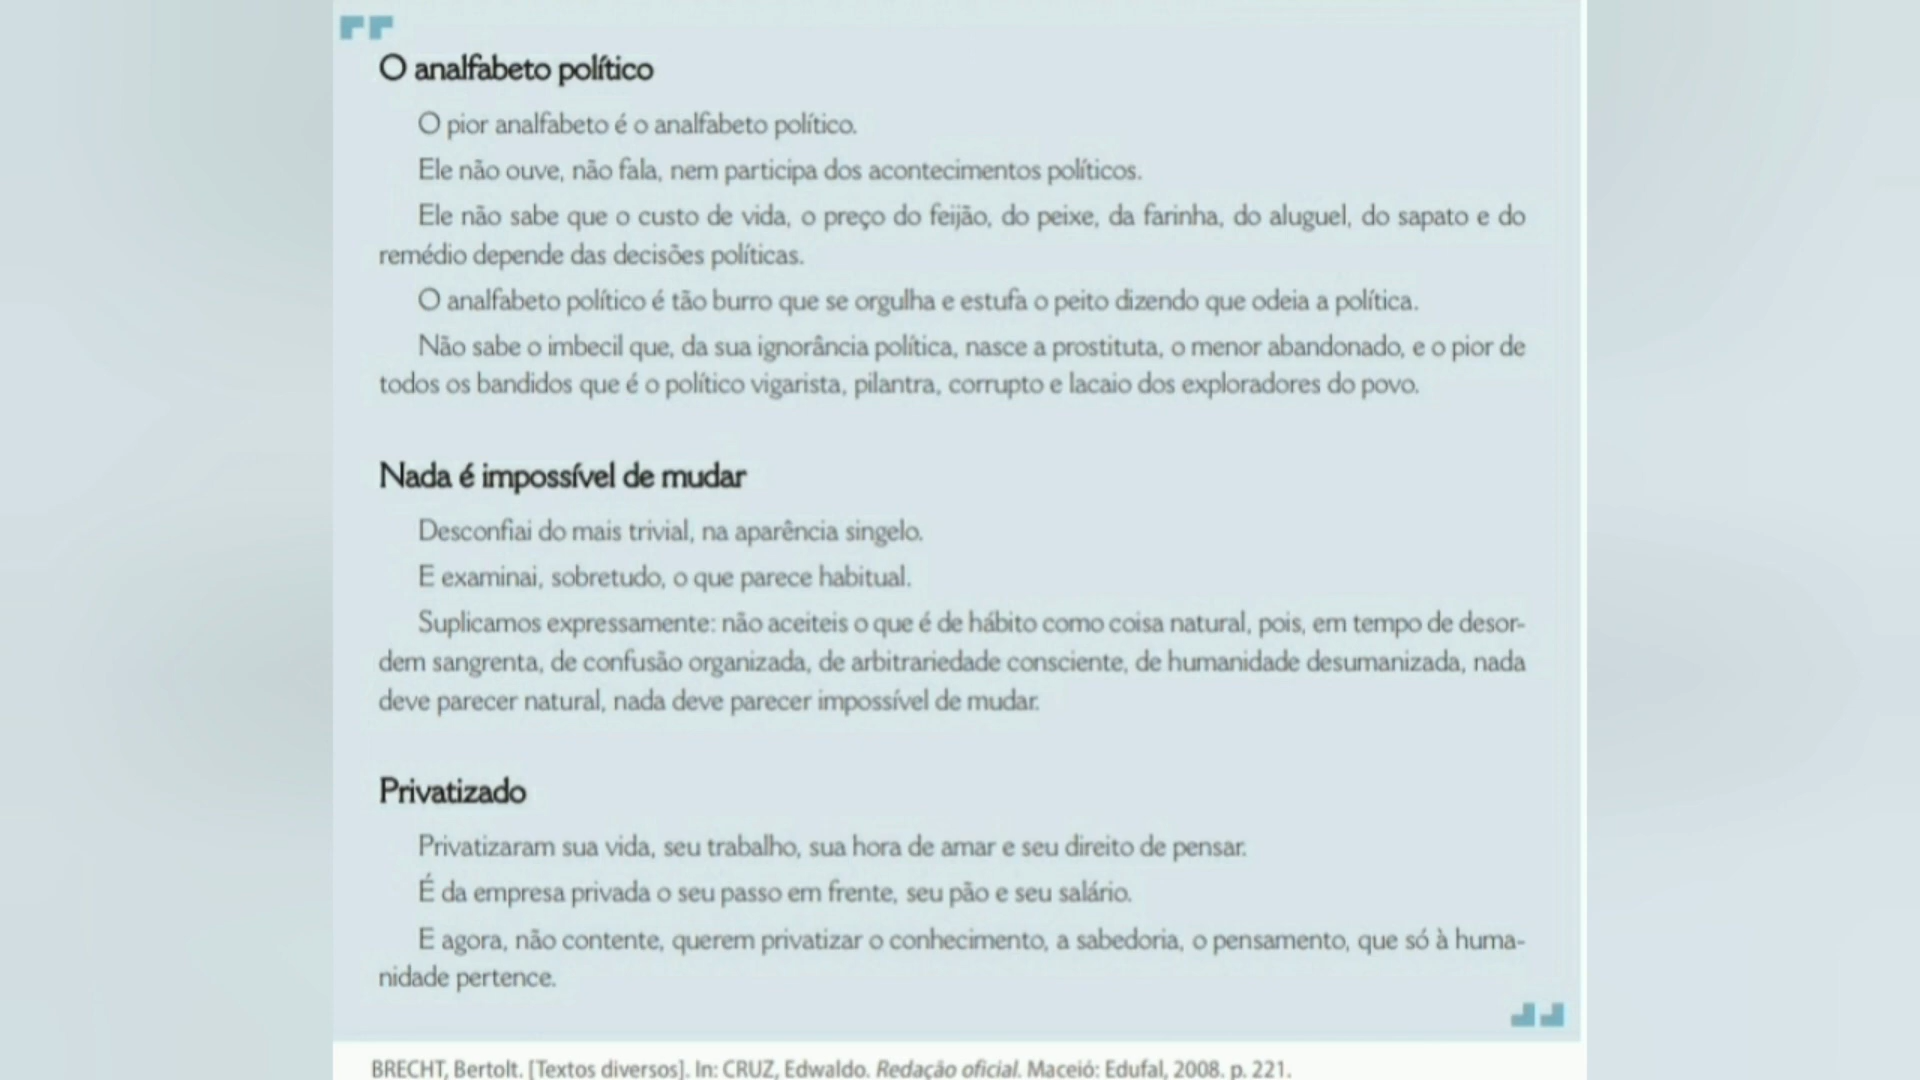 O analfabeto político
O pior analfabeto é o analfabeto político.
Ele não ouve, não fala, nem participa dos acontecimentos políticos.
Ele não sabe que o custo de vida, o preço do feijão, do peixe, da farinha, do aluguel, do sapato e do
remédio depende das decisões políticas.
O analfabeto político é tão burro que se orgulha e estufa o peito dizendo que odeia a política.
Não sabe o imbecil que, da sua ignorância política, nasce a prostituta, o menor abandonado, e o pior de
todos os bandidos que é o político vigarista, pilantra, corrupto e lacaio dos exploradores do povo.
Nada é impossível de mudar
Desconfiai do mais trivial, na aparência singelo.
E examinai, sobretudo, o que parece habitual.
Suplicamos expressamente: não aceiteis o que é de hábito como coisa natural, pois, em tempo de desor-
dem sangrenta, de confusão organizada, de arbitrariedade consciente, de humanidade desumanizada, nada
deve parecer natural, nada deve parecer impossível de mudar.
Privatizado
Privatizaram sua vida, seu trabalho, sua hora de amar e seu direito de pensar.
É da empresa privada o seu passo em frente, seu pão e seu salário.
E agora, não contente, querem privatizar o conhecimento, a sabedoria, o pensamento, que só à huma-
nidade pertence.
BRECHT, Bertolt. [Textos diversos]. In: CRUZ, Edwaldo. Redação oficial. Maceió: Edufal, 2008. p. 221.